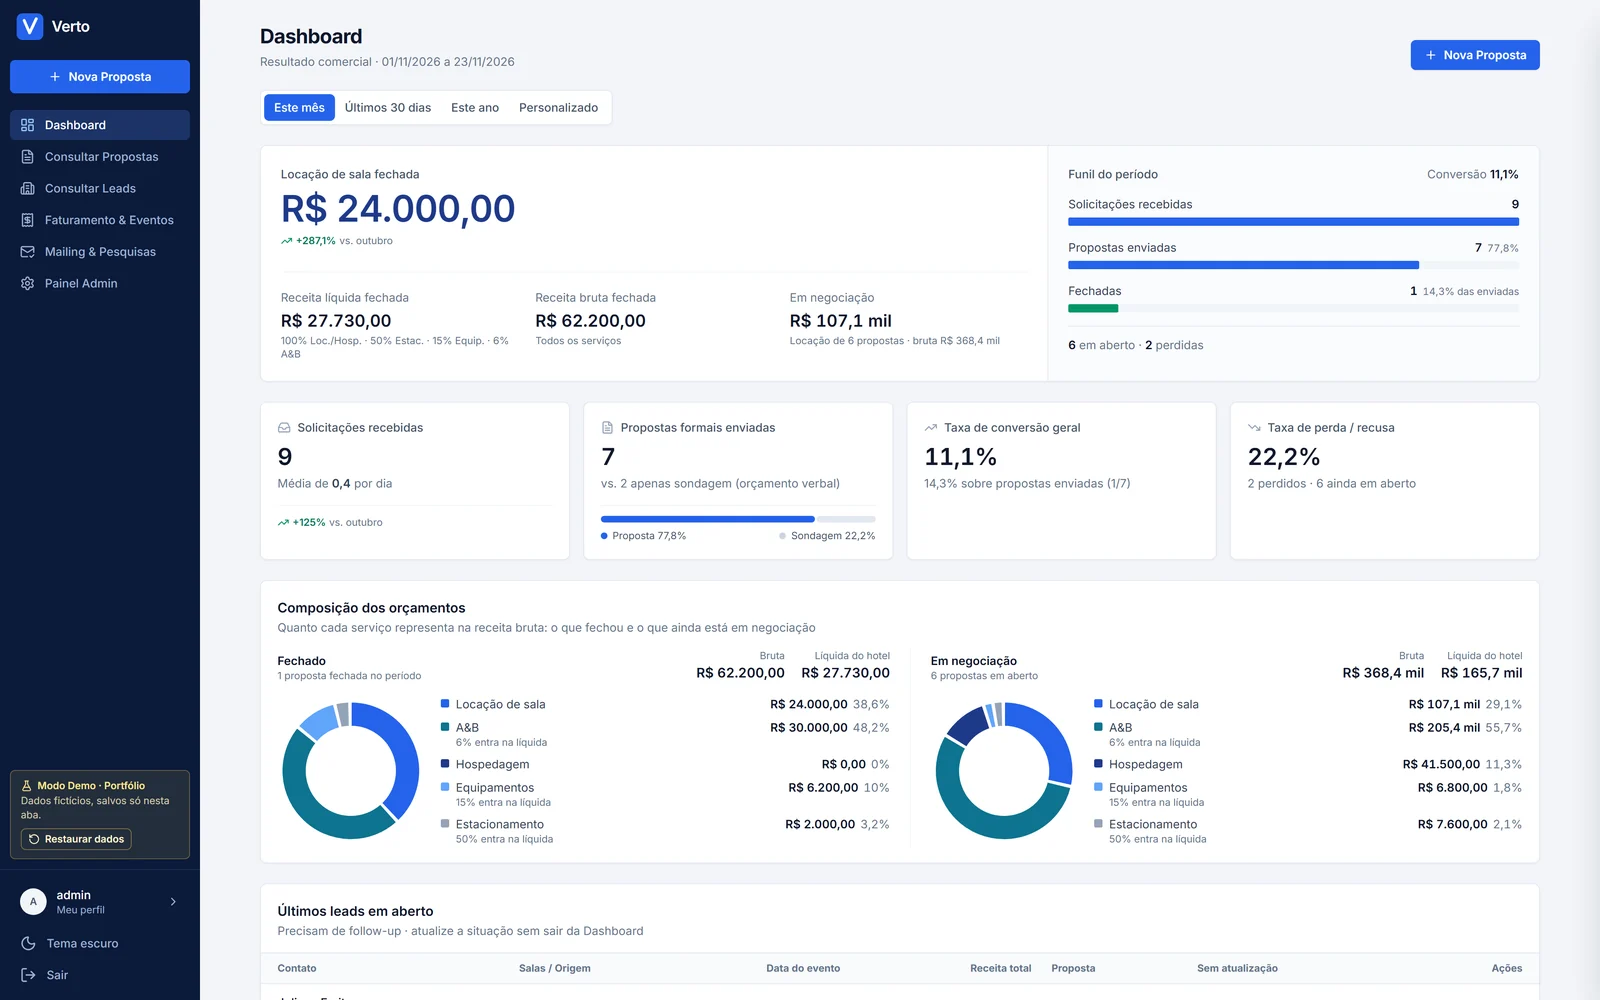 Verto
+ Nova Proposta
Dashboard
Consultar Propostas
Consultar Leads
Faturamento & Eventos
Mailing & Pesquisas
Painel Admin
Modo Demo · Portfólio
Dados fictícios, salvos só nesta
aba.
Restaurar dados
A
admin
Meu perfil
Tema escuro
Sair
Dashboard
Resultado comercial · 01/11/2026 a 23/11/2026
+ Nova Proposta
Este mês Últimos 30 dias Este ano Personalizado
Locação de sala fechada
R$ 24.000,00
+287,1% vs. outubro
Receita líquida fechada
R$ 27.730,00
100% Loc./Hosp. · 50% Estac. · 15% Equip. · 6%
A&B
Receita bruta fechada
R$ 62.200,00
Todos os serviços
Em negociação
R$ 107,1 mil
Locação de 6 propostas · bruta R$ 368,4 mil
Funil do período Conversão 11,1%
Solicitações recebidas 9
Propostas enviadas 7 77,8%
Fechadas 1 14,3% das enviadas
6 em aberto · 2 perdidas
Solicitações recebidas
9
Média de 0,4 por dia
+125% vs. outubro
Propostas formais enviadas
7
vs. 2 apenas sondagem (orçamento verbal)
Proposta 77,8% Sondagem 22,2%
Taxa de conversão geral
11,1%
14,3% sobre propostas enviadas (1/7)
Taxa de perda / recusa
22,2%
2 perdidos · 6 ainda em aberto
Composição dos orçamentos
Quanto cada serviço representa na receita bruta: o que fechou e o que ainda está em negociação
Fechado
1 proposta fechada no período
Bruta Líquida do hotel
R$ 62.200,00 R$ 27.730,00
Locação de sala R$ 24.000,00 38,6%
A&B R$ 30.000,00 48,2%
6% entra na líquida
Hospedagem R$ 0,00 0%
Equipamentos R$ 6.200,00 10%
15% entra na líquida
Estacionamento R$ 2.000,00 3,2%
50% entra na líquida
Em negociação
6 propostas em aberto
Bruta Líquida do hotel
R$ 368,4 mil R$ 165,7 mil
Locação de sala R$ 107,1 mil 29,1%
A&B R$ 205,4 mil 55,7%
6% entra na líquida
Hospedagem R$ 41.500,00 11,3%
Equipamentos R$ 6.800,00 1,8%
15% entra na líquida
Estacionamento R$ 7.600,00 2,1%
50% entra na líquida
Últimos leads em aberto
Precisam de follow-up · atualize a situação sem sair da Dashboard
Contato Salas / Origem Data do evento Receita total Proposta Sem atualização Ações